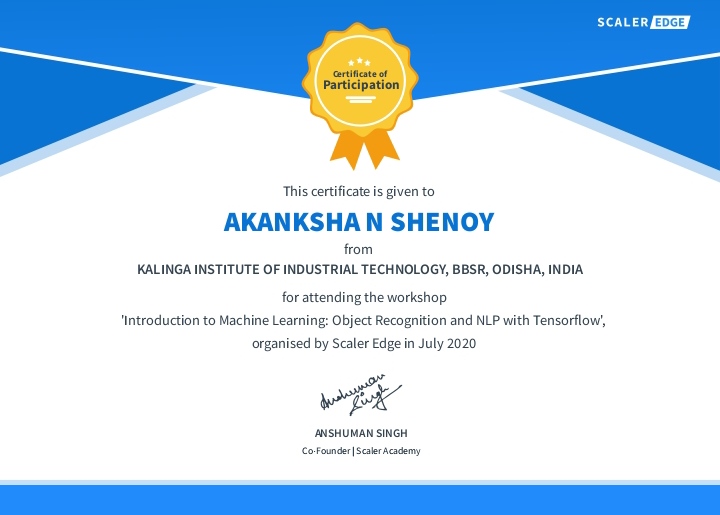 SCALER EDGE
Certificate of
Participation
This certificate is given to
AKANKSHA N SHENOY
from
KALINGA INSTITUTE OF INDUSTRIAL TECHNOLOGY, BBSR, ODISHA, INDIA
for attending the workshop
'Introduction to Machine Learning: Object Recognition and NLP with Tensorflow',
organised by Scaler Edge in July 2020
Anshuman
Singh
ANSHUMAN SINGH
Co-Founder | Scaler Academy